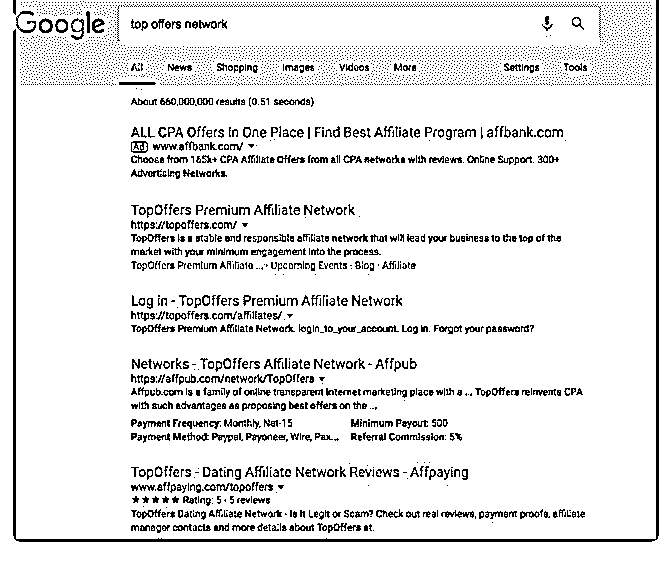 Google
top offers network
All News Shopping Images Videos More Settings Tools
About 660,000,000 results (0.51 seconds)
ALL CPA Offers In One Place | Find Best Affiliate Program | affbank.com
Ad www.affbank.com/
Choose from 165k+ CPA Affiliate Offers from all CPA networks with reviews. Online Support. 300+
Advertising Networks.
TopOffers Premium Affiliate Network
https://topoffers.com/
TopOffers is a stable and responsible affiliate network that will lead your business to the top of the
market with your minimum engagement into the process.
TopOffers Premium Affiliate ... · Upcoming Events · Blog · Affiliate
Log in - TopOffers Premium Affiliate Network
https://topoffers.com/affiliates/
TopOffers Premium Affiliate Network. login_to_your_account. Log in. Forgot your password?
Networks - TopOffers Affiliate Network - Affpub
https://affpub.com/network/TopOffers
Affpub.com is a family of online transparent internet marketing place with a ... TopOffers reinvents CPA
with such advantages as proposing best offers on the ...
Payment Frequency: Monthly, Net-15 Minimum Payout: 500
Payment Method: Paypal, Payoneer, Wire, Pax... Referral Commission: 5%
TopOffers - Dating Affiliate Network Reviews - Affpaying
www.affpaying.com/topoffers
★★★★★ Rating: 5 - 5 reviews
TopOffers Dating Affiliate Network - Is It Legit or Scam? Check out real reviews, payment proofs, affiliate
manager contacts and more details about TopOffers at.